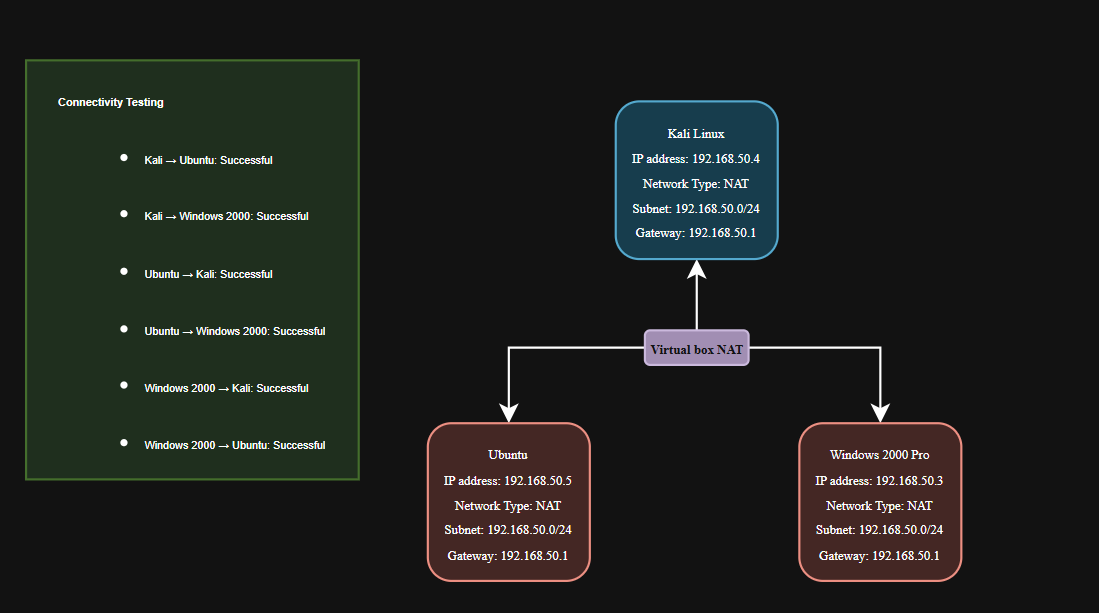 Connectivity Testing
Kali → Ubuntu: Successful
Kali → Windows 2000: Successful
Ubuntu → Kali: Successful
Ubuntu → Windows 2000: Successful
Windows 2000 → Kali: Successful
Windows 2000 → Ubuntu: Successful
Kali Linux
IP address: 192.168.50.4
Network Type: NAT
Subnet: 192.168.50.0/24
Gateway: 192.168.50.1
Virtual box NAT
Ubuntu
IP address: 192.168.50.5
Network Type: NAT
Subnet: 192.168.50.0/24
Gateway: 192.168.50.1
Windows 2000 Pro
IP address: 192.168.50.3
Network Type: NAT
Subnet: 192.168.50.0/24
Gateway: 192.168.50.1